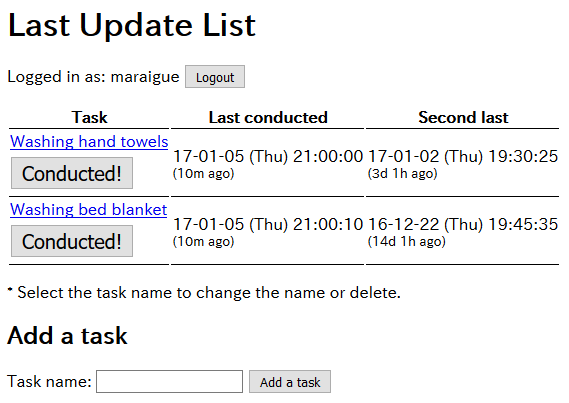 Last Update List
Logged in as: maraigue Logout
Task Last conducted Second last
Washing hand towels
Conducted!
17-01-05 (Thu) 21:00:00 17-01-02 (Thu) 19:30:25
(10m ago) (3d 1h ago)
Washing bed blanket
Conducted!
17-01-05 (Thu) 21:00:10 16-12-22 (Thu) 19:45:35
(10m ago) (14d 1h ago)
* Select the task name to change the name or delete.
Add a task
Task name: Add a task